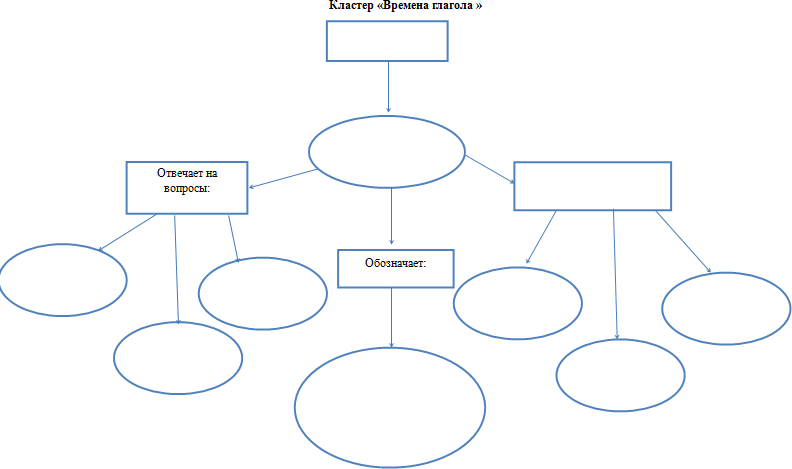 Кластер «Времена глагола »
Отвечает на
вопросы:
Обозначает: